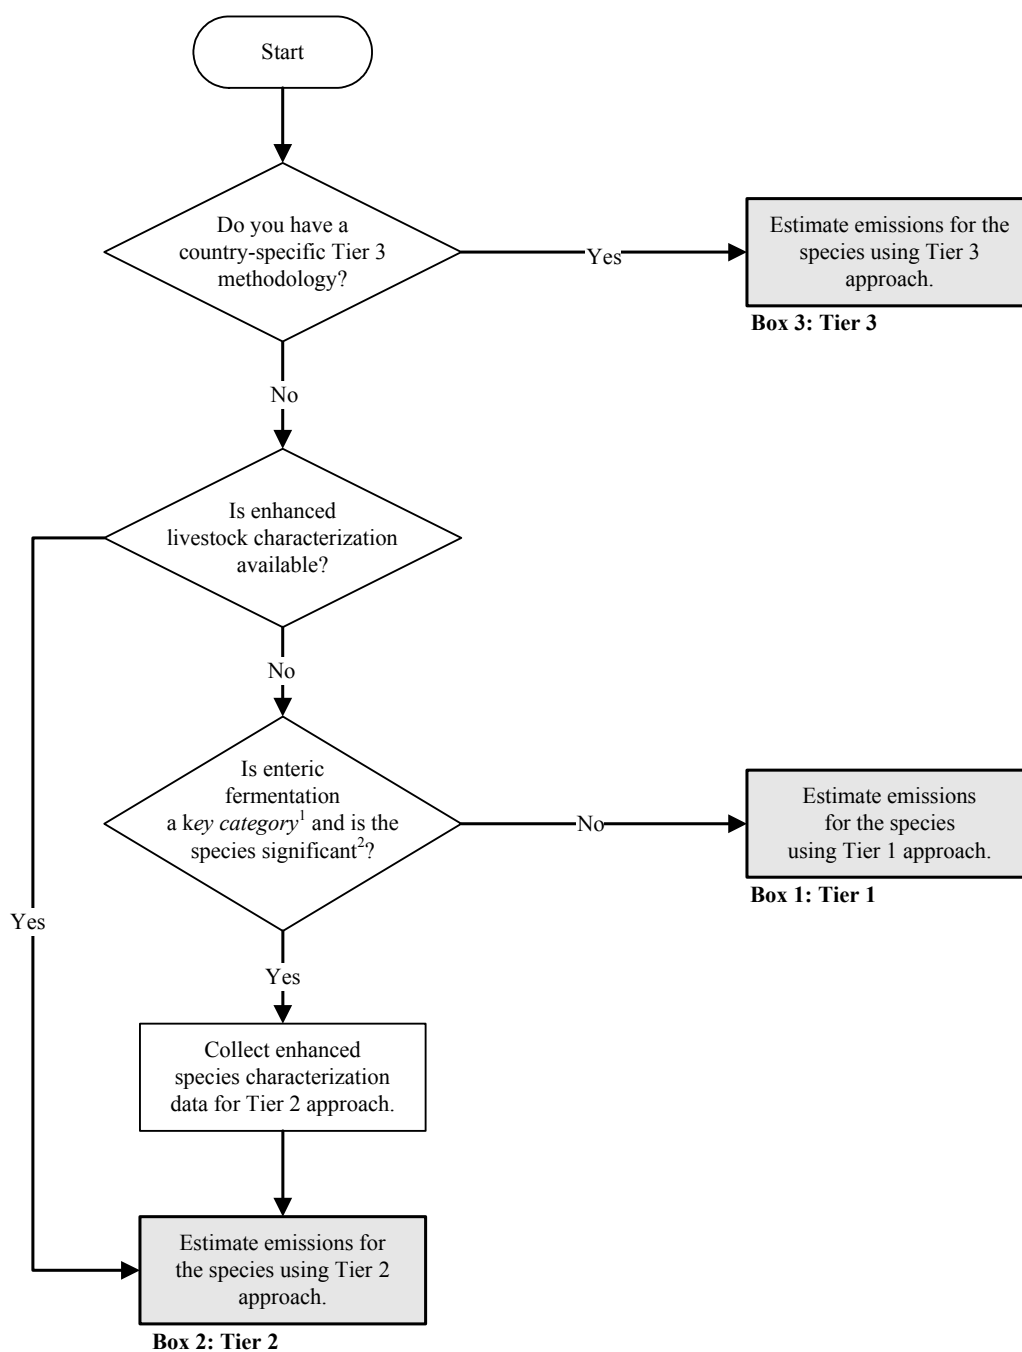 Start
Do you have a
country-specific Tier 3
methodology?
Yes
Estimate emissions for the
species using Tier 3
approach.
Box 3: Tier 3
No
Is enhanced
livestock characterization
available?
No
Is enteric
fermentation
a key category¹ and is the
species significant²?
No
Estimate emissions
for the species
using Tier 1 approach.
Box 1: Tier 1
Yes
Yes
Collect enhanced
species characterization
data for Tier 2 approach.
Estimate emissions for
the species using Tier 2
approach.
Box 2: Tier 2